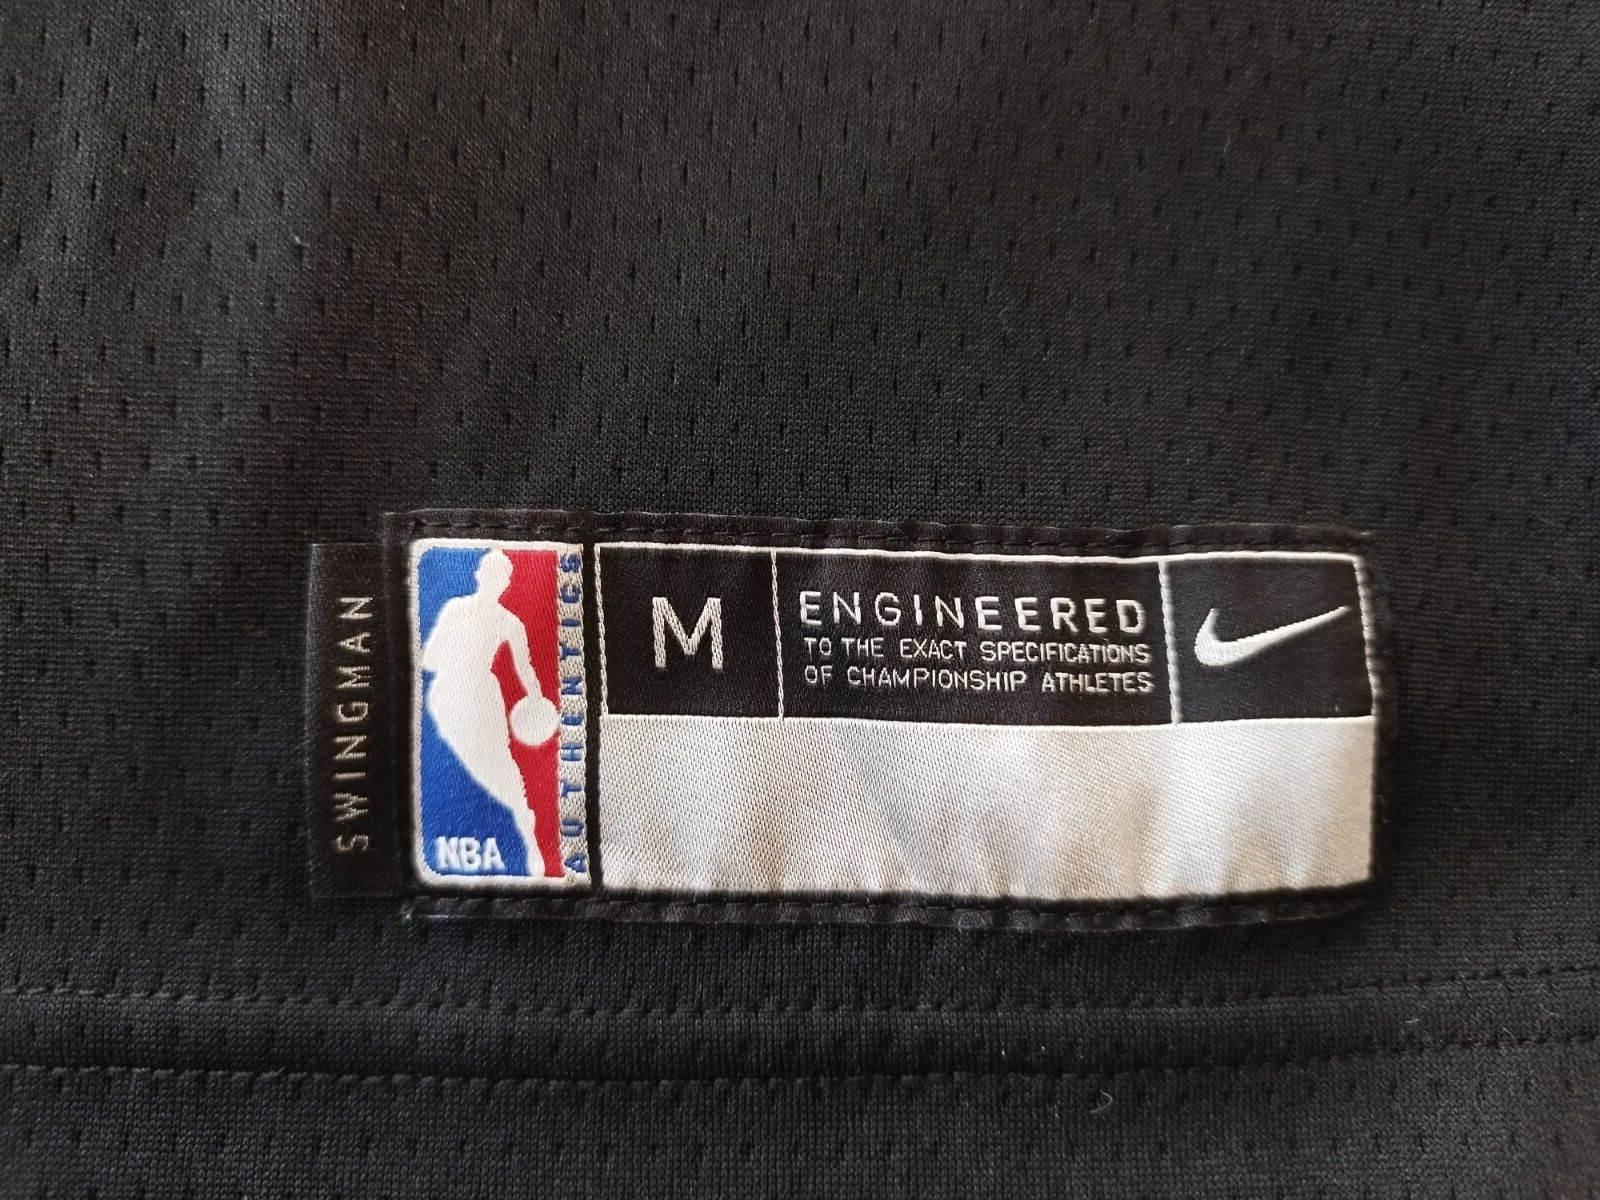 SWINGMAN
NBA
AUTHENTICS
M
ENGINEERED
TO THE EXACT SPECIFICATIONS
OF CHAMPIONSHIP ATHLETES